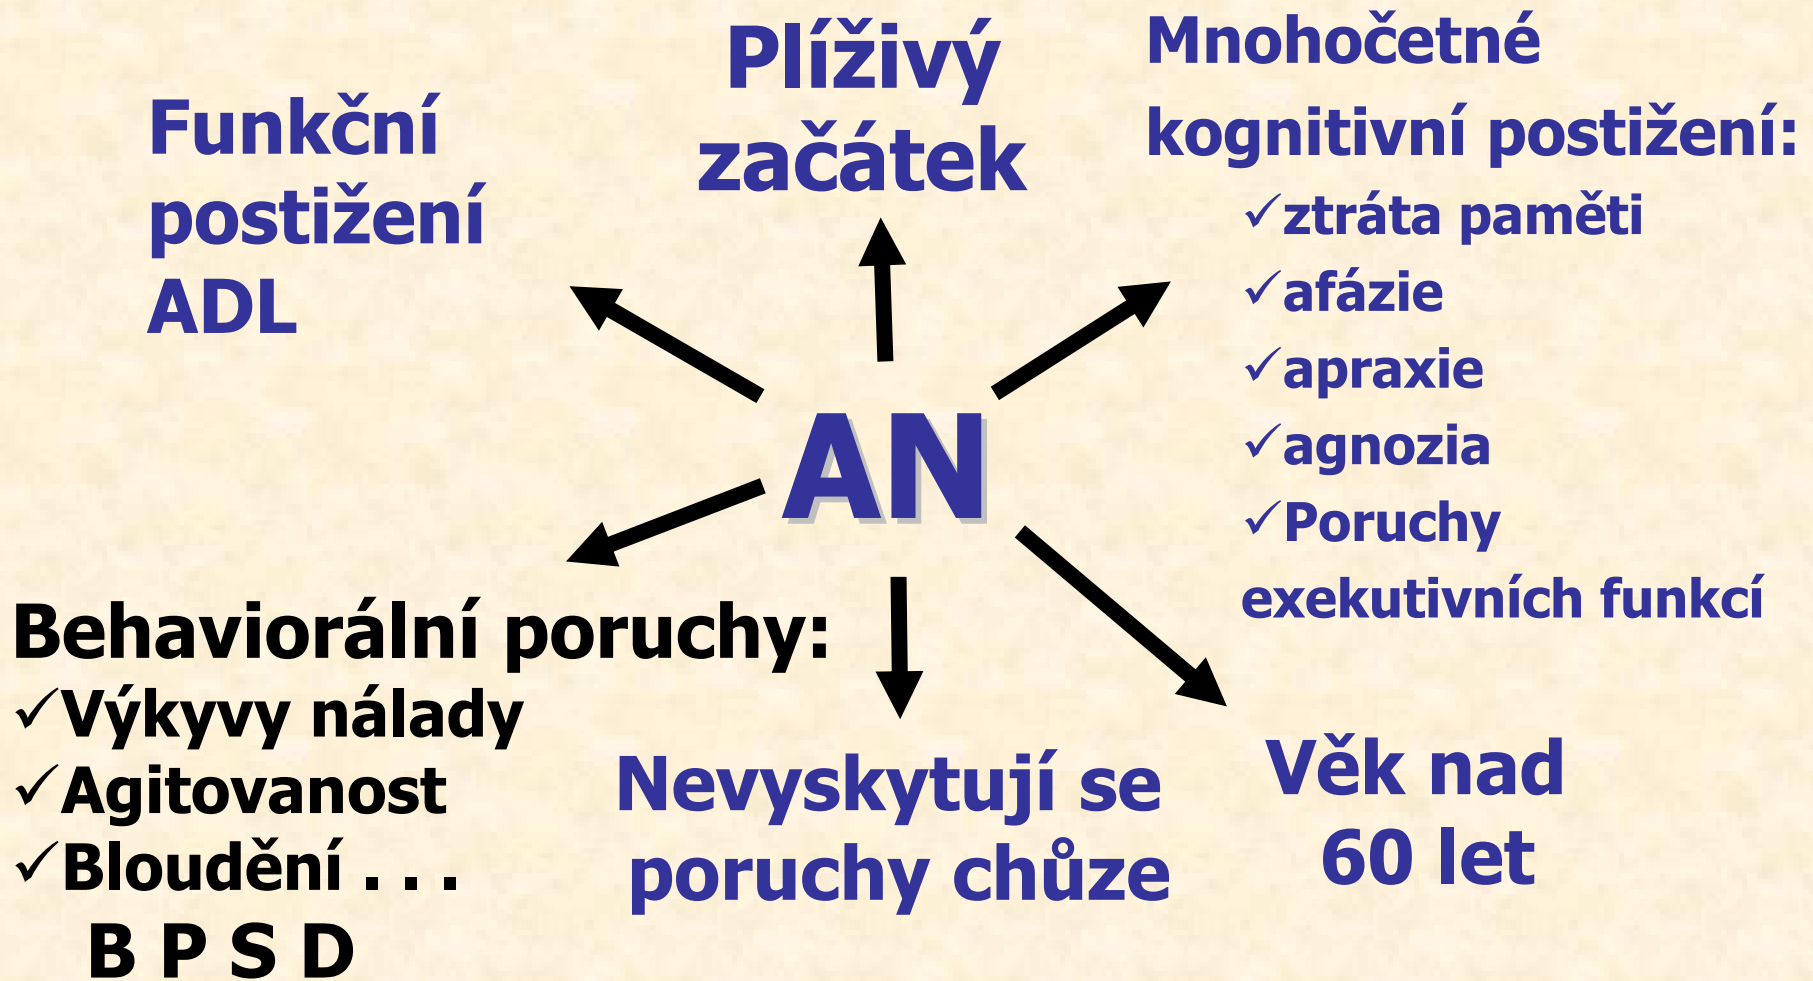 Funkční
postižení
ADL
Plíživý
začátek
Mnohočetné
kognitivní postižení:
✓ztráta paměti
✓afázie
✓apraxie
✓agnozia
✓Poruchy
exekutivních funkcí
AN
Behaviorální poruchy:
✓Výkyvy nálady
✓Agitovanost
✓Bloudění . . .
B P S D
Nevyskytují se
poruchy chůze
Věk nad
60 let